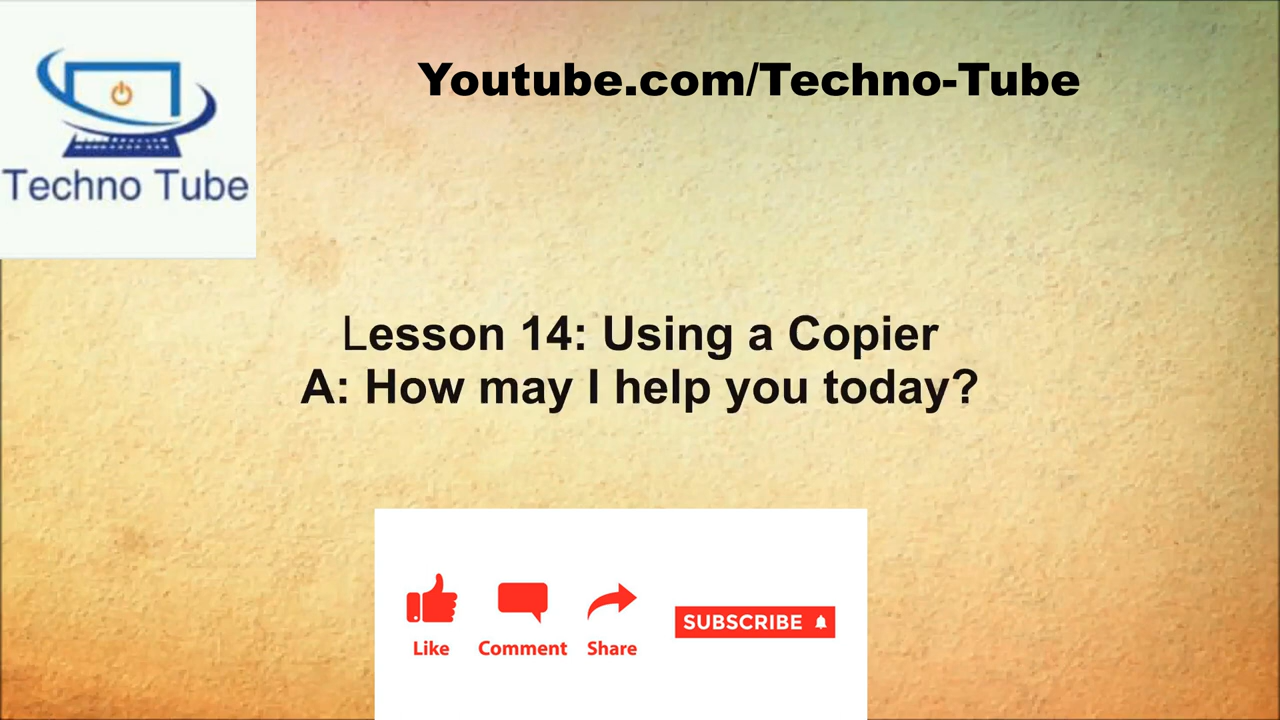 Techno Tube
Youtube.com/Techno-Tube
Lesson 14: Using a Copier
A: How may I help you today?
Like Comment Share
SUBSCRIBE